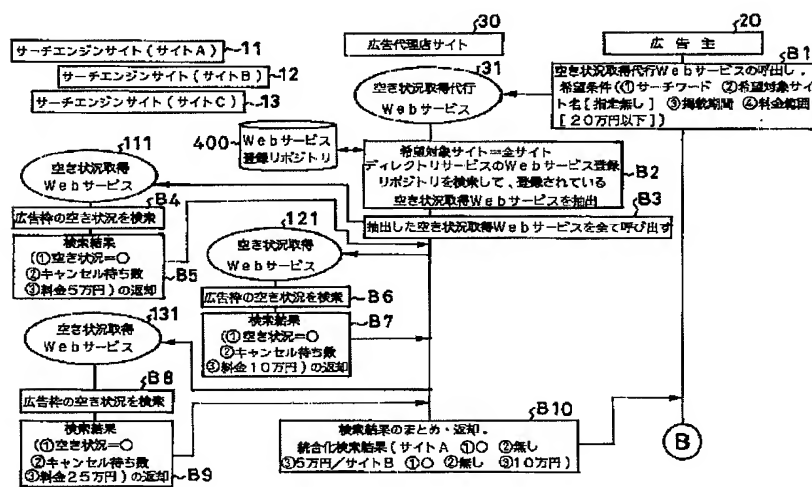 30
20
サーチエンジンサイト(サイトA)
11
広告代理店サイト
広告主
B1
サーチエンジンサイト(サイトB)
12
サーチエンジンサイト(サイトC)
13
31
空き状況取得代行
Webサービス
空き状況取得代行Webサービスの呼出し。
希望条件(①サーチワード ②希望対象サイ
ト名[指定無し] ③掲載期間 ④料金範囲
[20万円以下])
400
Webサービス
登録リポジトリ
希望対象サイト=全サイト
ディレクトリサービスのWebサービス登録
リポジトリを検索して、登録されている
空き状況取得Webサービスを抽出
B2
B3
抽出した空き状況取得Webサービスを全て呼び出す
111
空き状況取得
Webサービス
B4
広告枠の空き状況を検索
検索結果
(①空き状況=○
②キャンセル待ち数
③料金5万円)の返却
B5
121
空き状況取得
Webサービス
B6
広告枠の空き状況を検索
検索結果
(①空き状況=○
②キャンセル待ち数
③料金10万円)の返却
B7
131
空き状況取得
Webサービス
B8
広告枠の空き状況を検索
検索結果
(①空き状況=○
②キャンセル待ち数
③料金25万円)の返却
B9
B10
検索結果のまとめ・返却。
統合化検索結果(サイトA ①○ ②無し
③5万円/サイトB ①○ ②無し ③10万円)
B